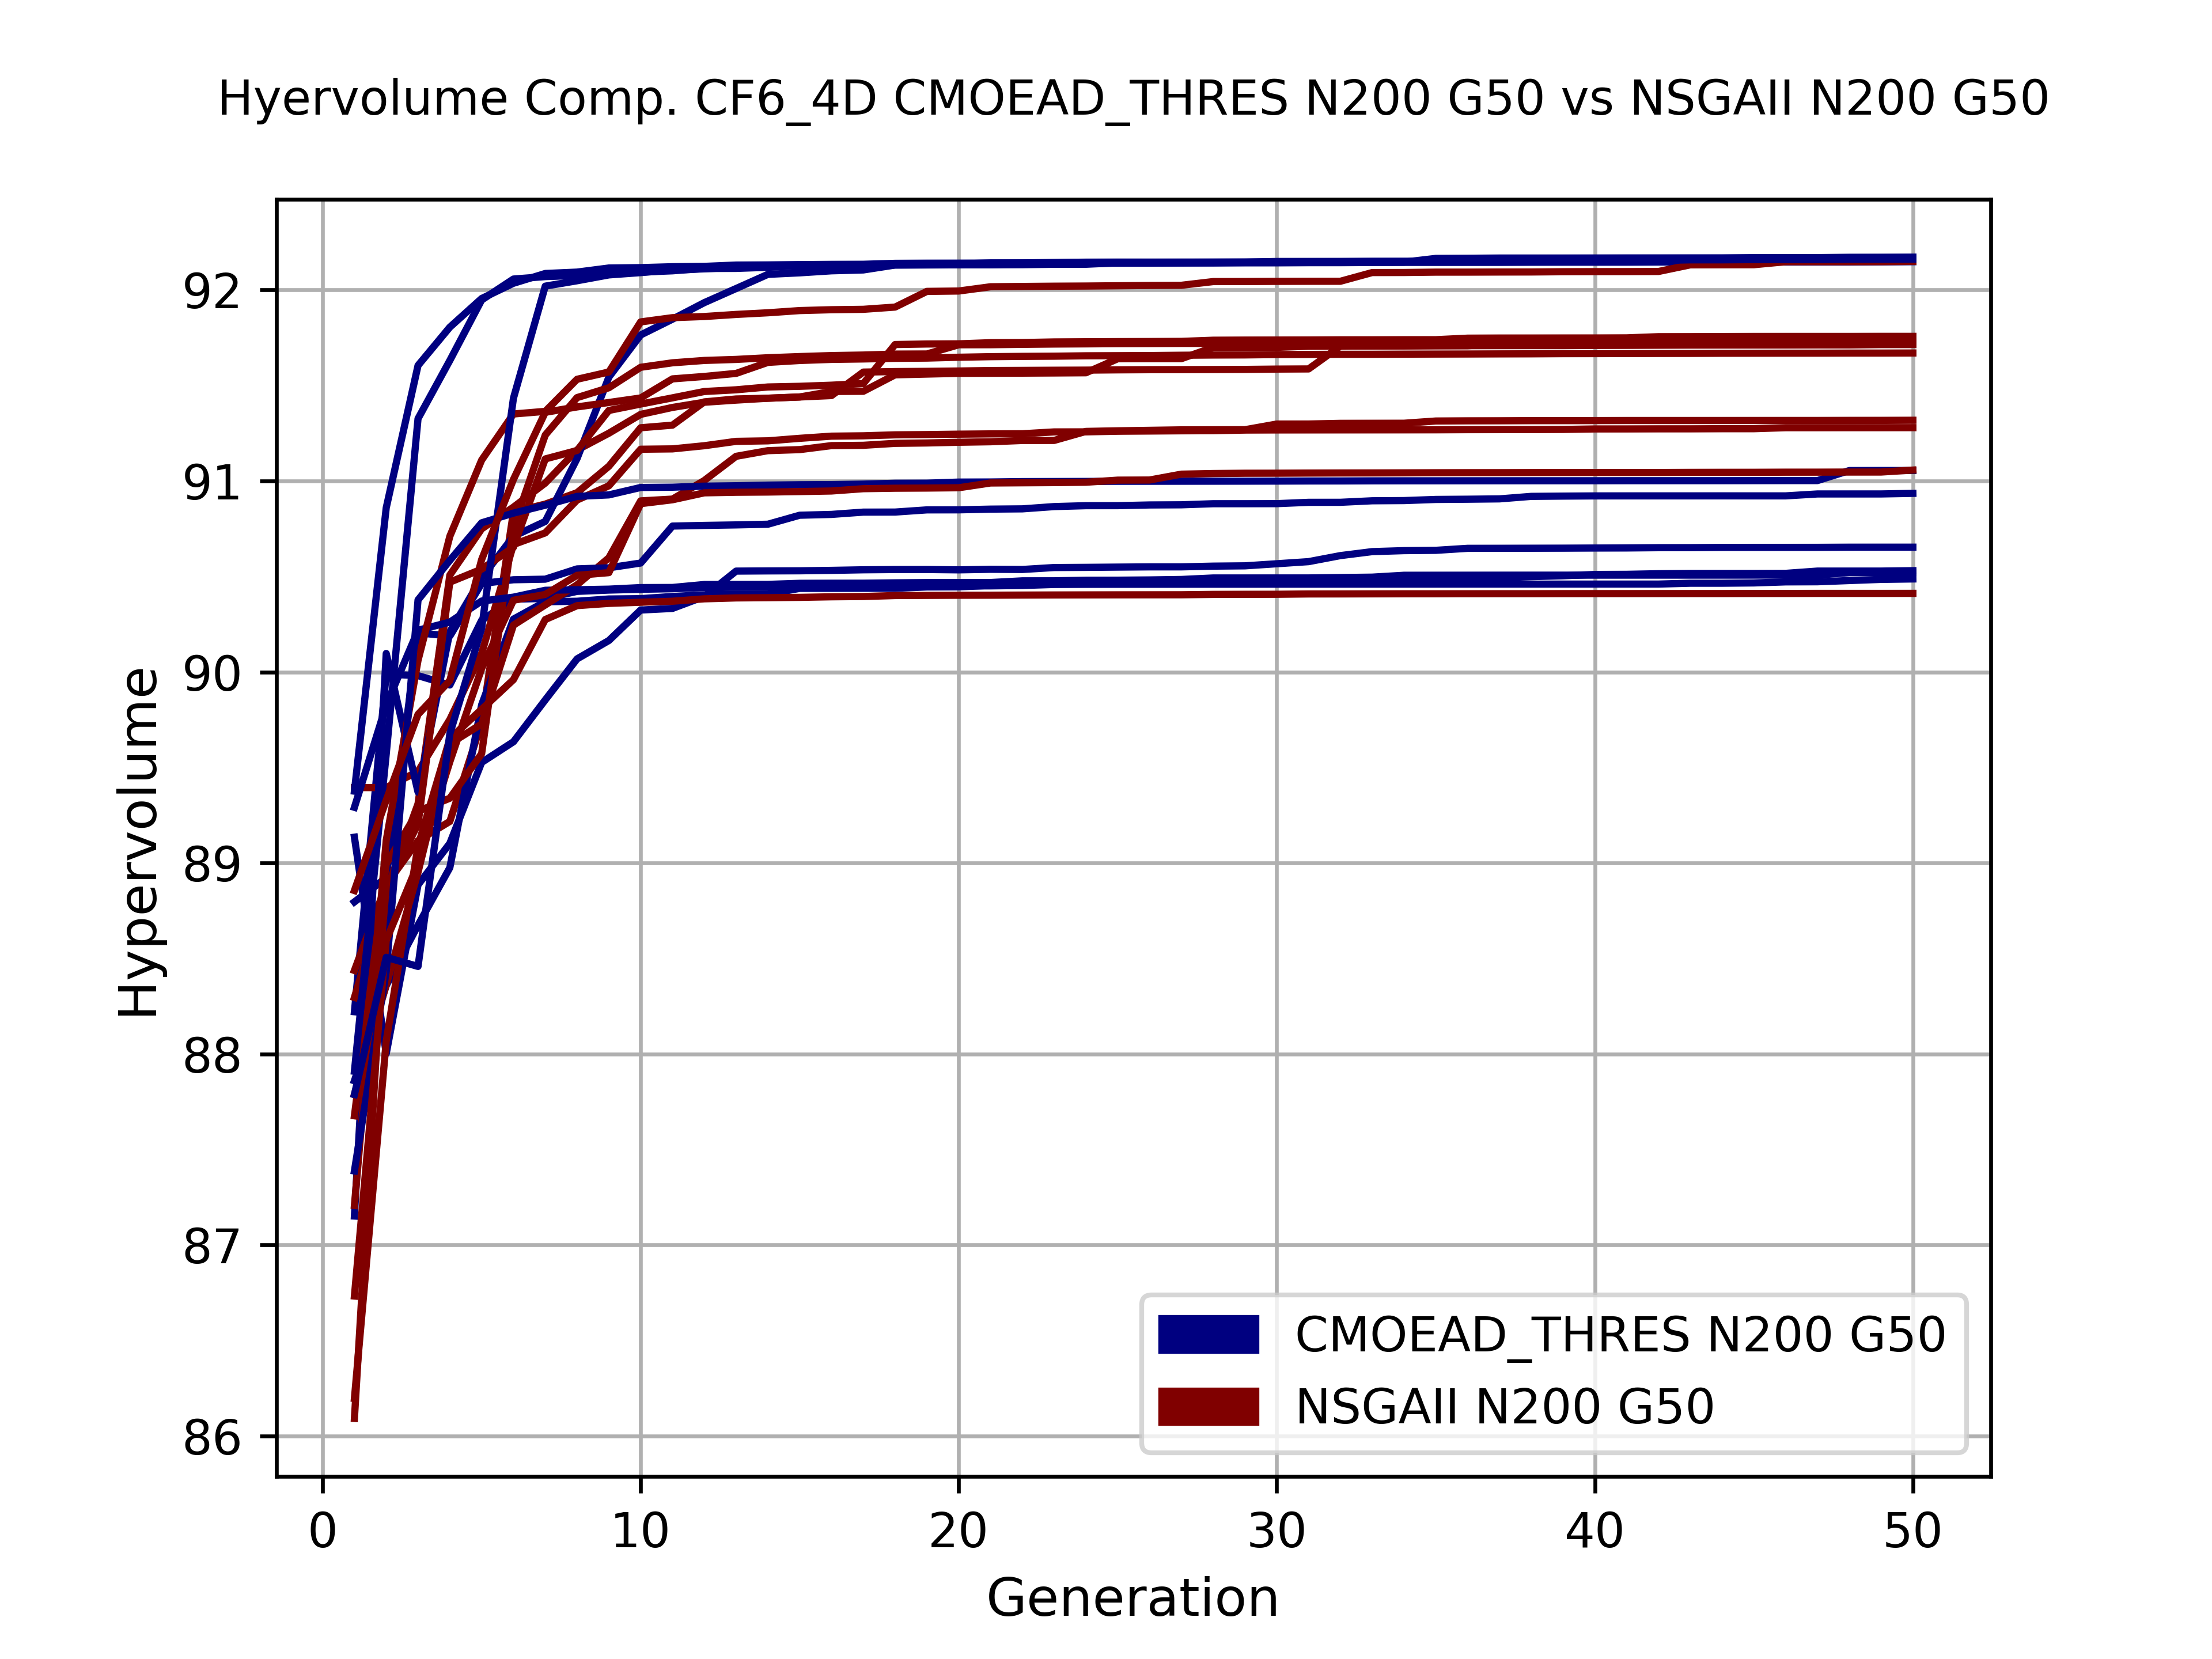 Hyervolume Comp. CF6_4D CMOEAD_THRES N200 G50 vs NSGAII N200 G50
92
91
90
89
88
87
86
Hypervolume
CMOEAD_THRES N200 G50
NSGAII N200 G50
0 10 20 30 40 50
Generation